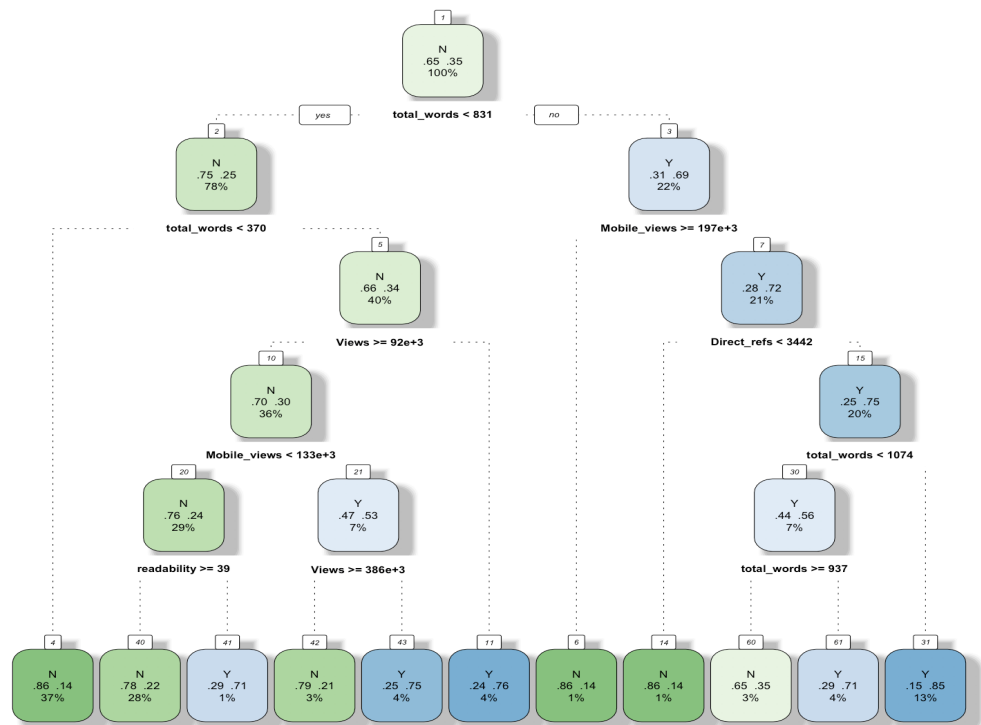 1
N
.65 .35
100%
yes total_words < 831 no
2 3
N Y
.75 .25 .31 .69
78% 22%
total_words < 370 Mobile_views >= 197e+3
5 7
N Y
.66 .34 .28 .72
40% 21%
Views >= 92e+3 Direct_refs < 3442
10 15
N Y
.70 .30 .25 .75
36% 20%
Mobile_views < 133e+3 total_words < 1074
20 21 30
N Y Y
.76 .24 .47 .53 .44 .56
29% 7% 7%
readability >= 39 Views >= 386e+3 total_words >= 937
4 40 41 42 43 11 6 14 60 61 31
N N Y N Y Y N N N Y Y
.86 .14 .78 .22 .29 .71 .79 .21 .25 .75 .24 .76 .86 .14 .86 .14 .65 .35 .29 .71 .15 .85
37% 28% 1% 3% 4% 4% 1% 1% 3% 4% 13%